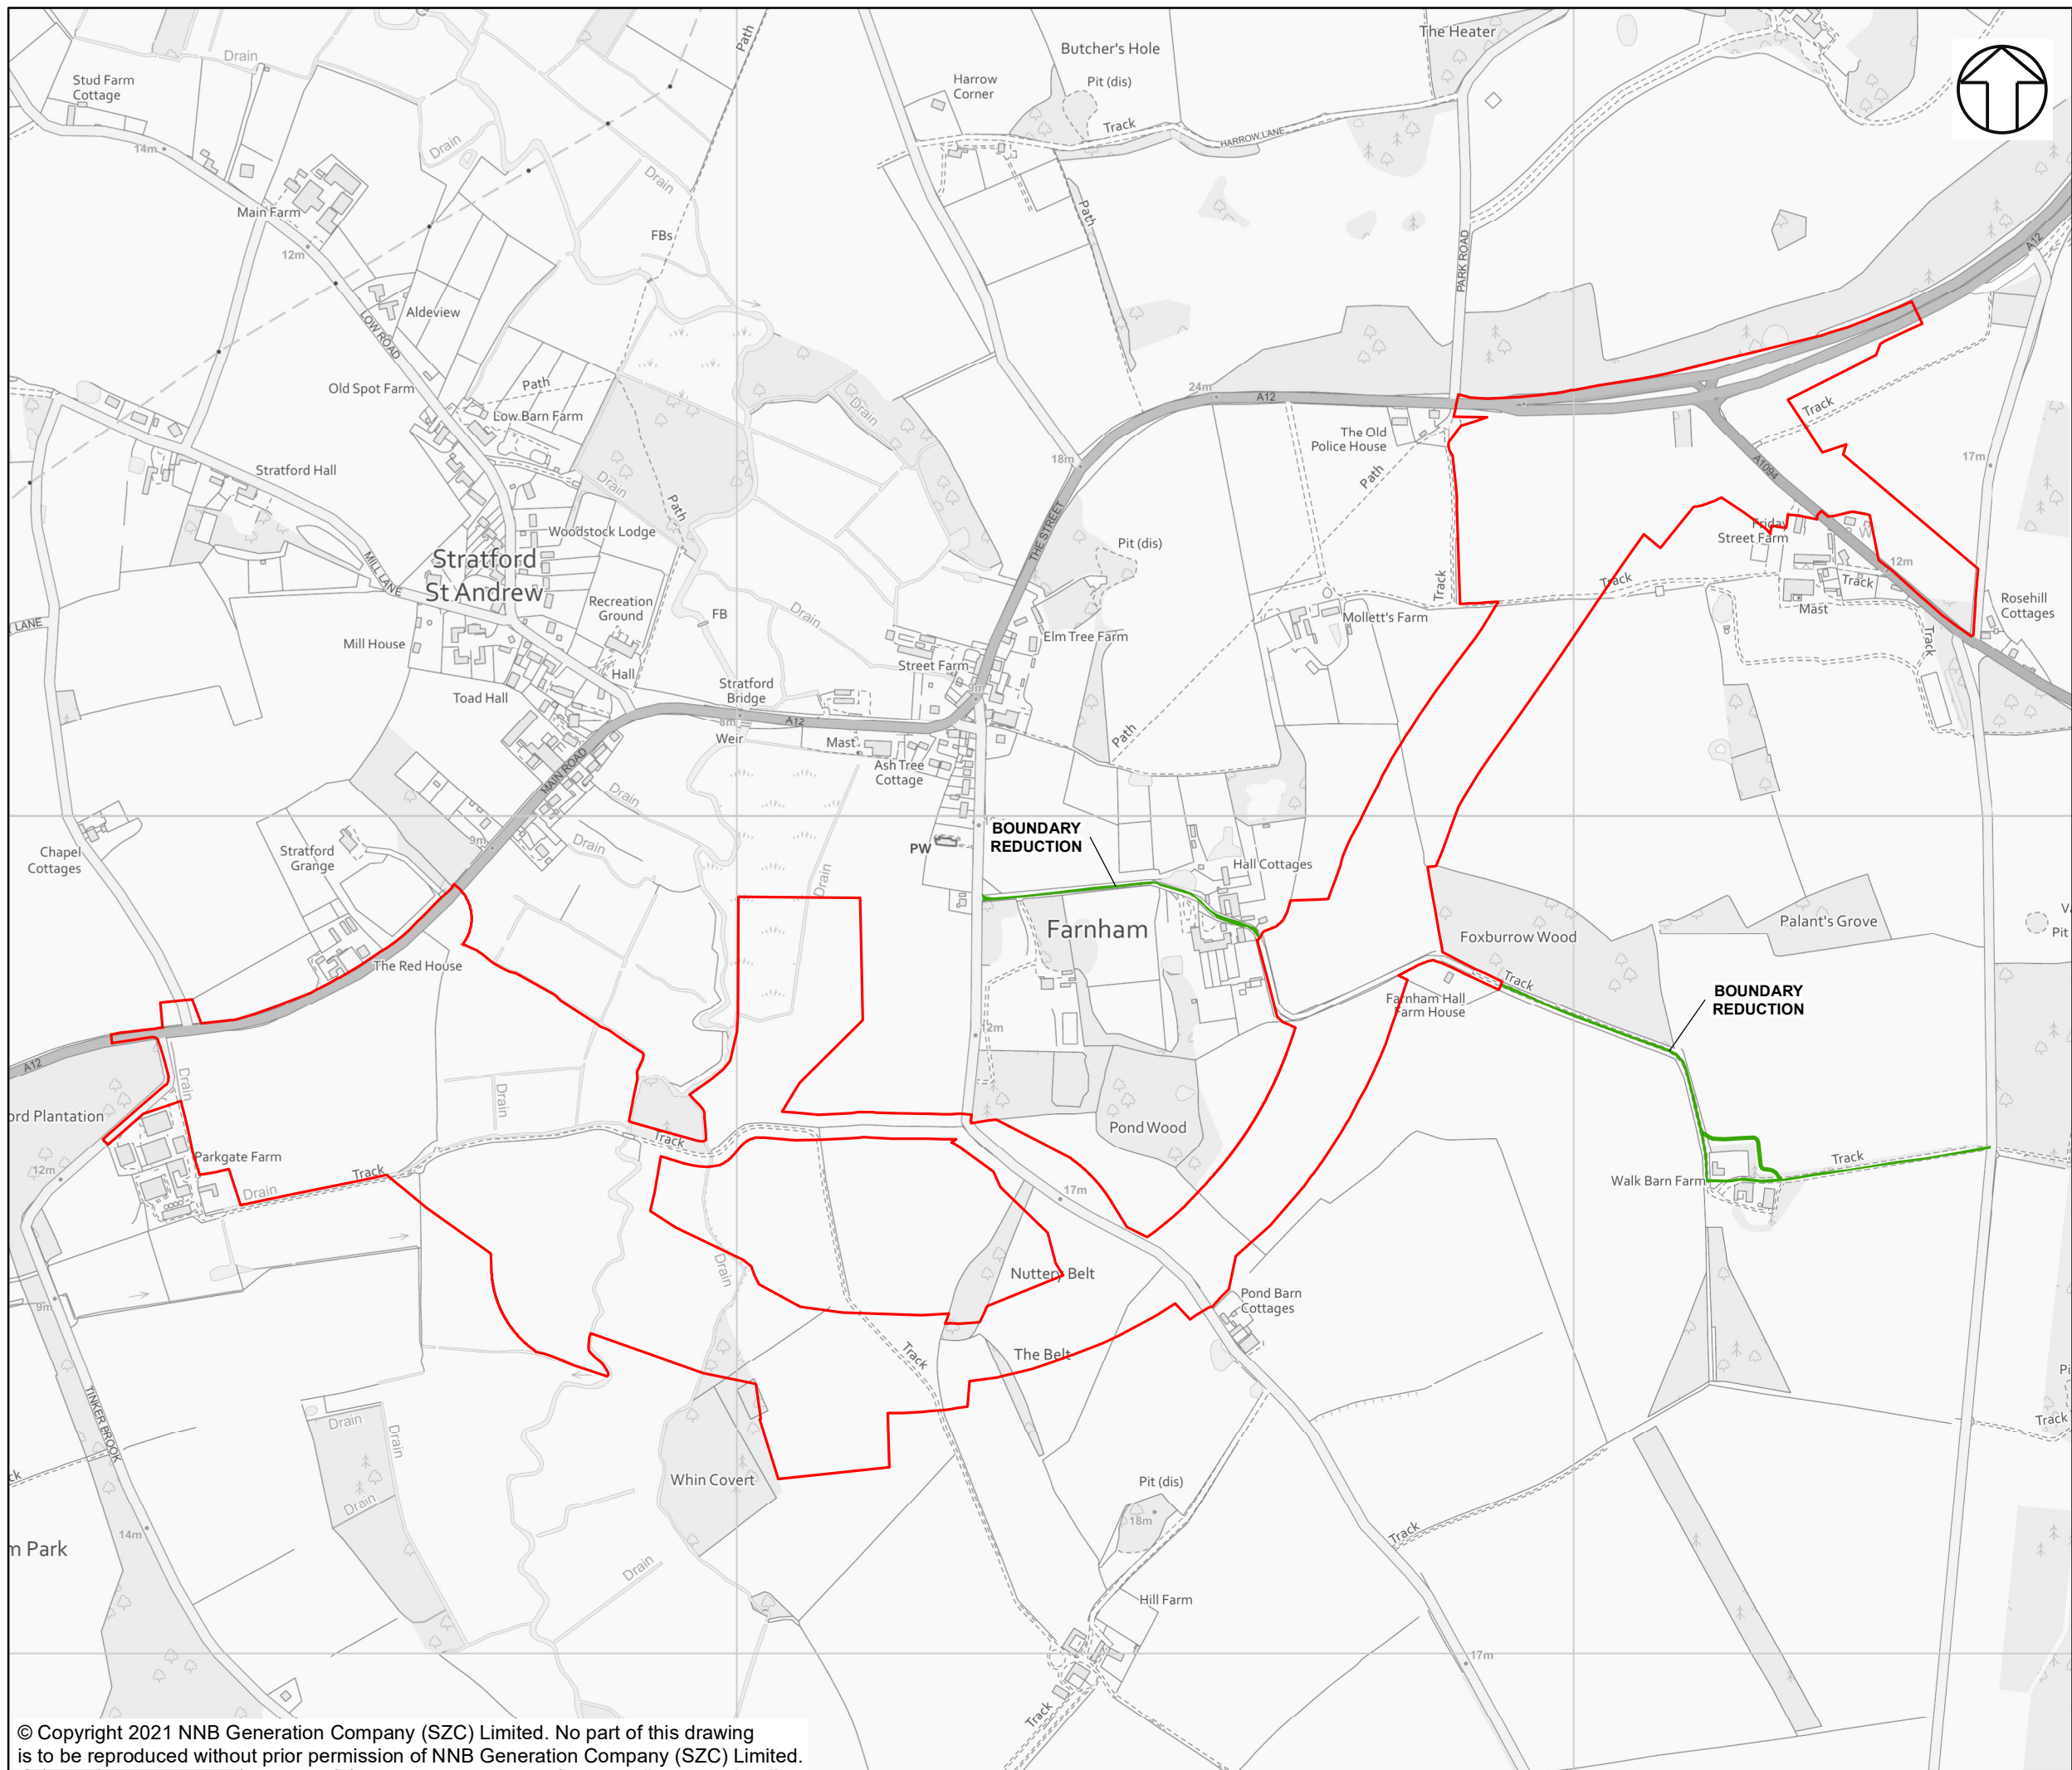 The Heater
Butcher's Hole
Drain
Stud Farm
Cottage
Path
Harrow
Corner
Pit (dis)
Track
HARROW LANE
14m
Drain
Drain
Main Farm
Path
FBs
12m
A12
PARK ROAD
Aldeview
LOW ROAD
Old Spot Farm
Path
24m
A12
Low Barn Farm
Drain
Track
The Old
Police House
18m
17m
Stratford Hall
Path
A1094
Drain
Path
THE STREET
Woodstock Lodge
Friday
Street Farm
Pit (dis)
Stratford
St Andrew
MILL LANE
12m
Track
Track
Track
Recreation
Ground
Drain
FB
LANE
Mast
Rosehill
Cottages
Mollett's Farm
Elm Tree Farm
Mill House
Track
Street Farm
Hall
9m
Stratford
Bridge
Toad Hall
8m
A12
Weir
Mast
Path
MAIN ROAD
Ash Tree
Cottage
Drain
BOUNDARY
REDUCTION
9m
Drain
PW
Chapel
Cottages
Stratford
Grange
Hall Cottages
Drain
Palant's Grove
Farnham
Foxburrow Wood
Pit
The Red House
Track
BOUNDARY
REDUCTION
Farnham Hall
Farm House
12m
A12
Drain
Drain
ord Plantation
Pond Wood
Track
Parkgate Farm
Track
12m
Track
Walk Barn Farm
Drain
17m
Drain
Nuttery Belt
Pond Barn
Cottages
9m
Track
The Belt
TINKER BROOK
Drain
Drain
Track
Whin Covert
Pit (dis)
Drain
18m
14m
Track
m Park
Drain
Hill Farm
17m
Track
© Copyright 2021 NNB Generation Company (SZC) Limited. No part of this drawing
is to be reproduced without prior permission of NNB Generation Company (SZC) Limited.